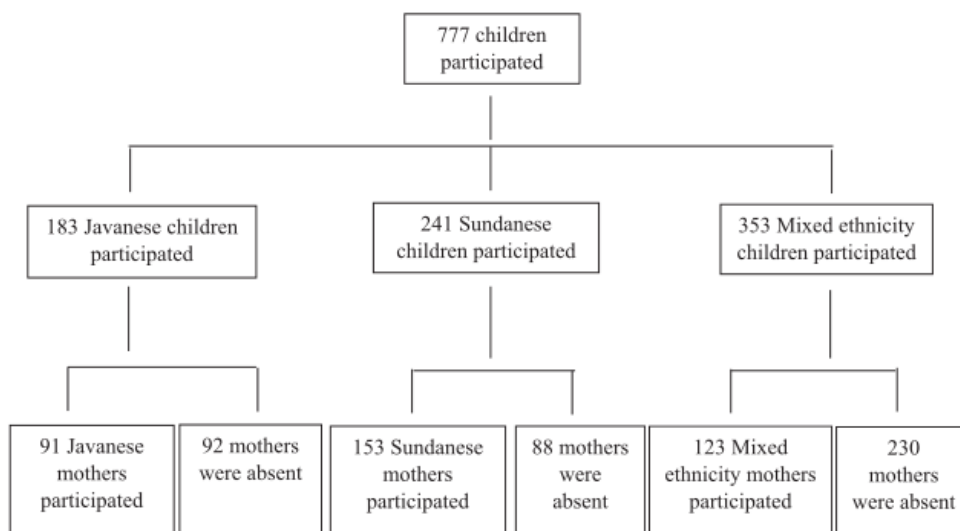 777 children
participated
183 Javanese children
participated
241 Sundanese
children participated
353 Mixed ethnicity
children participated
91 Javanese
mothers
participated
92 mothers
were absent
153 Sundanese
mothers
participated
88 mothers
were
absent
123 Mixed
ethnicity mothers
participated
230
mothers
were absent